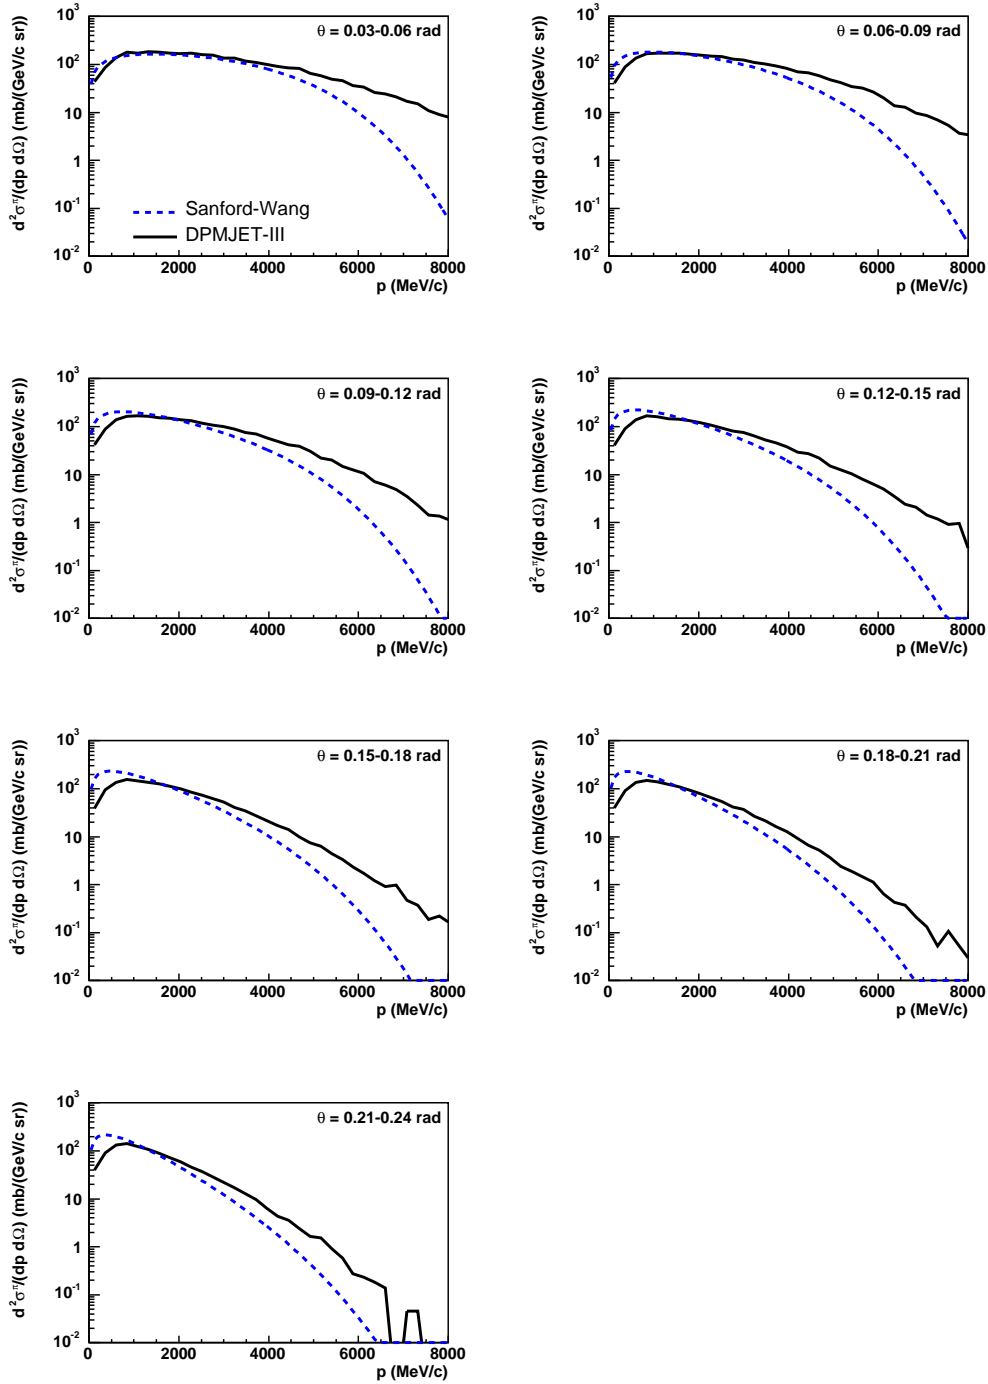 θ = 0.03-0.06 rad
d²σ^π/(dp dΩ) (mb/(GeV/c sr))
10³
10²
10
1
10⁻¹
10⁻²
Sanford-Wang
DPMJET-III
0 2000 4000 6000 8000
p (MeV/c)
θ = 0.06-0.09 rad
d²σ^π/(dp dΩ) (mb/(GeV/c sr))
10³
10²
10
1
10⁻¹
10⁻²
0 2000 4000 6000 8000
p (MeV/c)
θ = 0.09-0.12 rad
d²σ^π/(dp dΩ) (mb/(GeV/c sr))
10³
10²
10
1
10⁻¹
10⁻²
0 2000 4000 6000 8000
p (MeV/c)
θ = 0.12-0.15 rad
d²σ^π/(dp dΩ) (mb/(GeV/c sr))
10³
10²
10
1
10⁻¹
10⁻²
0 2000 4000 6000 8000
p (MeV/c)
θ = 0.15-0.18 rad
d²σ^π/(dp dΩ) (mb/(GeV/c sr))
10³
10²
10
1
10⁻¹
10⁻²
0 2000 4000 6000 8000
p (MeV/c)
θ = 0.18-0.21 rad
d²σ^π/(dp dΩ) (mb/(GeV/c sr))
10³
10²
10
1
10⁻¹
10⁻²
0 2000 4000 6000 8000
p (MeV/c)
θ = 0.21-0.24 rad
d²σ^π/(dp dΩ) (mb/(GeV/c sr))
10³
10²
10
1
10⁻¹
10⁻²
0 2000 4000 6000 8000
p (MeV/c)